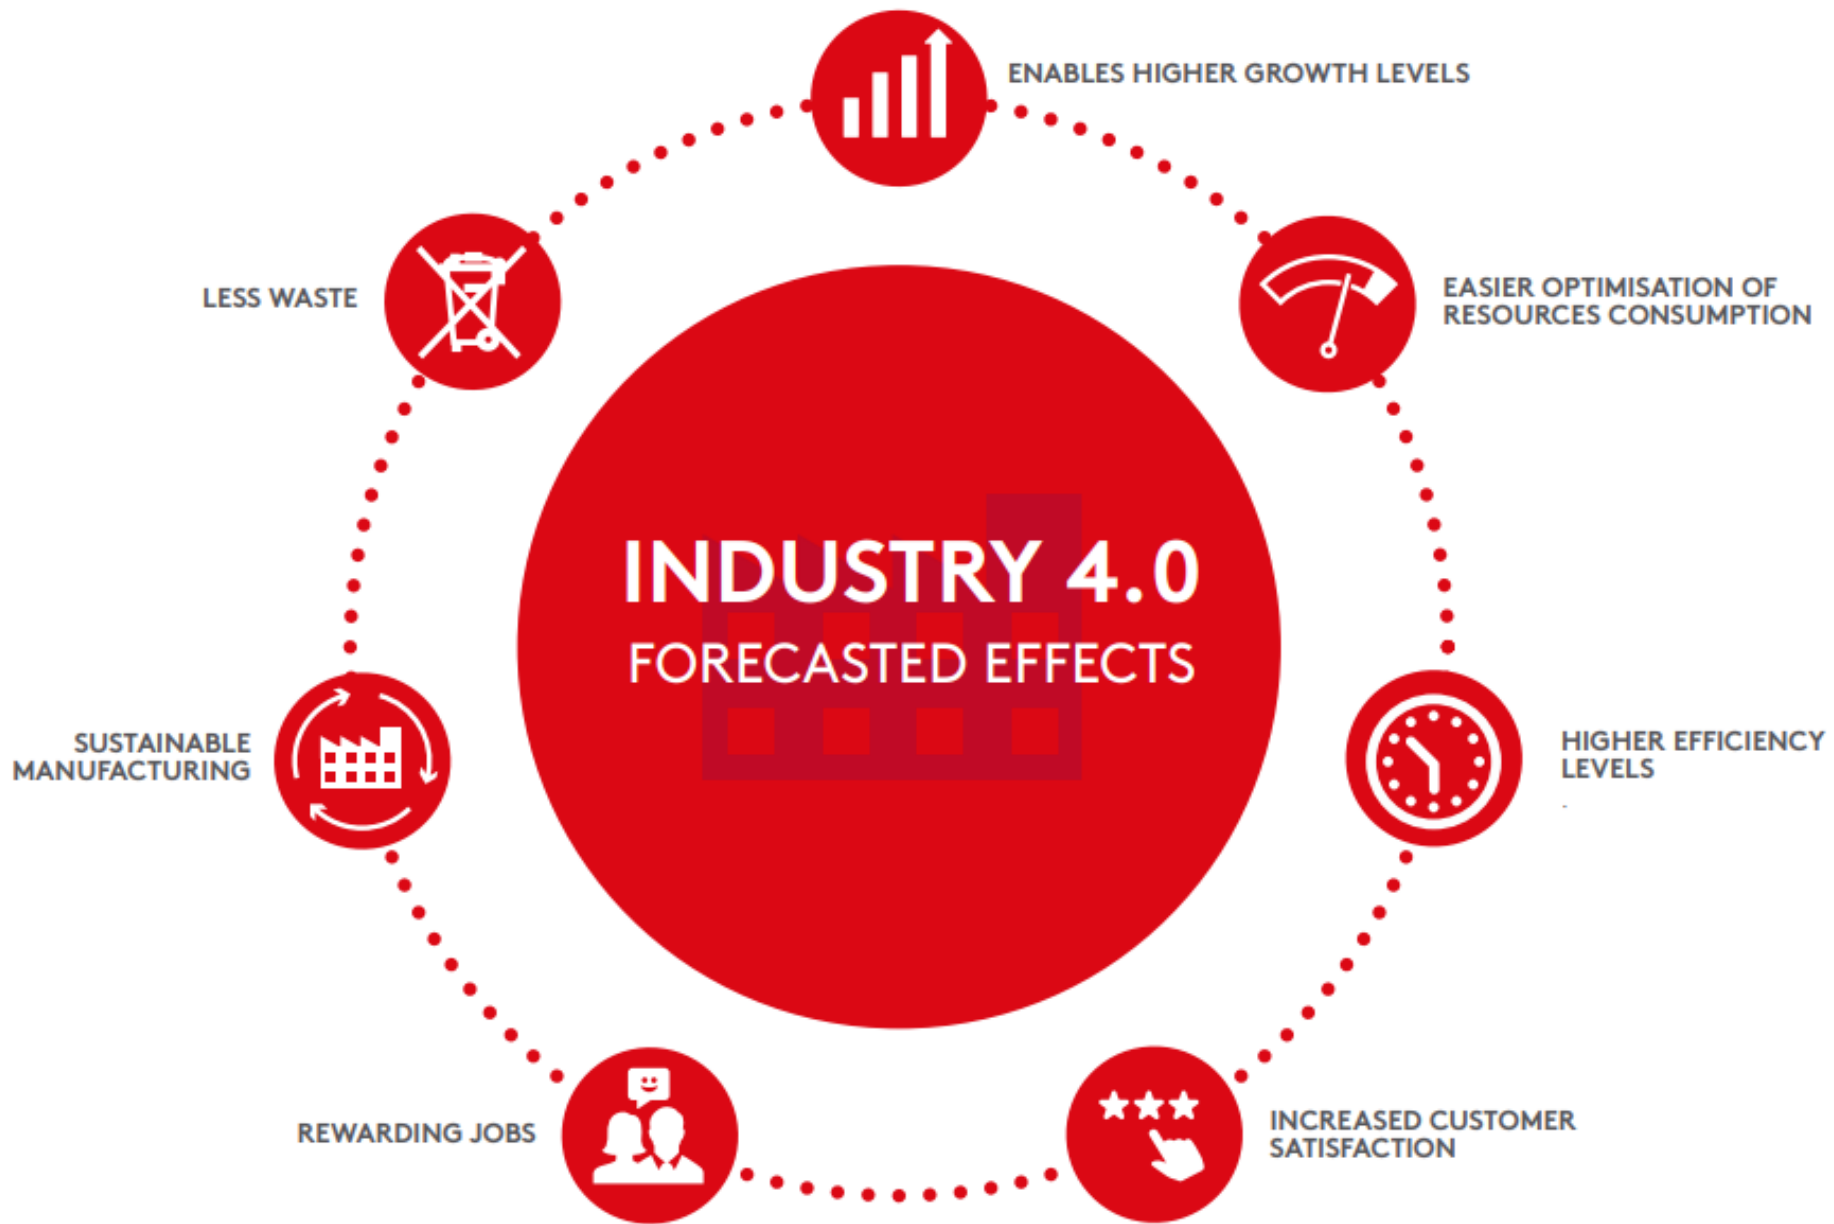 ENABLES HIGHER GROWTH LEVELS
EASIER OPTIMISATION OF
RESOURCES CONSUMPTION
LESS WASTE
INDUSTRY 4.0
FORECASTED EFFECTS
SUSTAINABLE
MANUFACTURING
HIGHER EFFICIENCY
LEVELS
-
REWARDING JOBS
INCREASED CUSTOMER
SATISFACTION